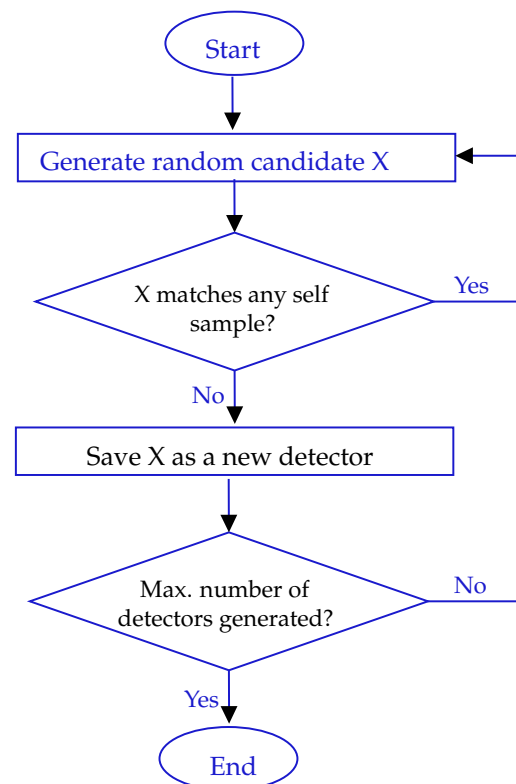 Start
Generate random candidate X
X matches any self
sample?
Yes
No
Save X as a new detector
Max. number of
detectors generated?
No
Yes
End